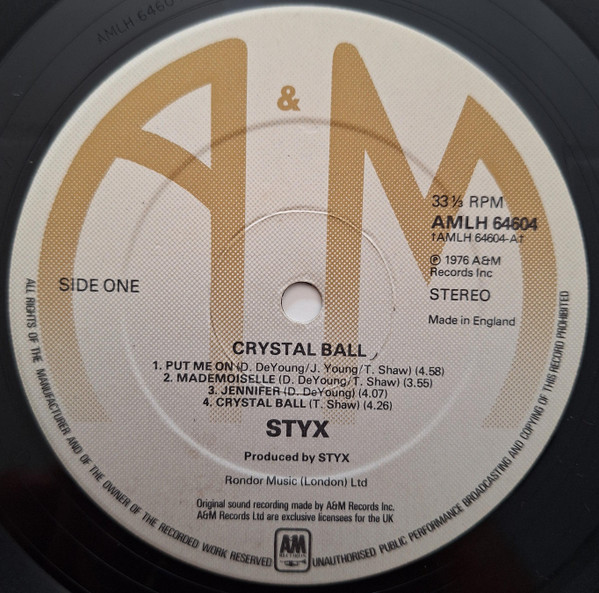 AMLH 64604
A&M
33⅓ RPM
AMLH 64604
†AMLH 64604-A‡
℗ 1976 A&M
Records Inc
SIDE ONE
STEREO
Made in England
CRYSTAL BALL
1. PUT ME ON (D. DeYoung/J. Young/T. Shaw) (4.58)
2. MADEMOISELLE (D. DeYoung/T. Shaw) (3.55)
3. JENNIFER (D. DeYoung) (4.07)
4. CRYSTAL BALL (T. Shaw) (4.26)
STYX
Produced by STYX
Rondor Music (London) Ltd
Original sound recording made by A&M Records Inc.
A&M Records Ltd are exclusive licensees for the UK
ALL RIGHTS OF THE MANUFACTURER AND OF THE OWNER OF THE RECORDED WORK RESERVED
AM
RECORDS
UNAUTHORISED PUBLIC PERFORMANCE BROADCASTING AND COPYING OF THIS RECORD PROHIBITED